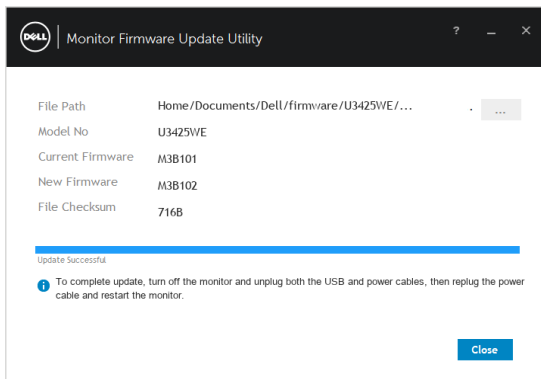 DELL Monitor Firmware Update Utility ? – ×
File Path Home/Documents/Dell/firmware/U3425WE/... . ...
Model No U3425WE
Current Firmware M3B101
New Firmware M3B102
File Checksum 716B
Update Successful
i To complete update, turn off the monitor and unplug both the USB and power cables, then replug the power
cable and restart the monitor.
Close